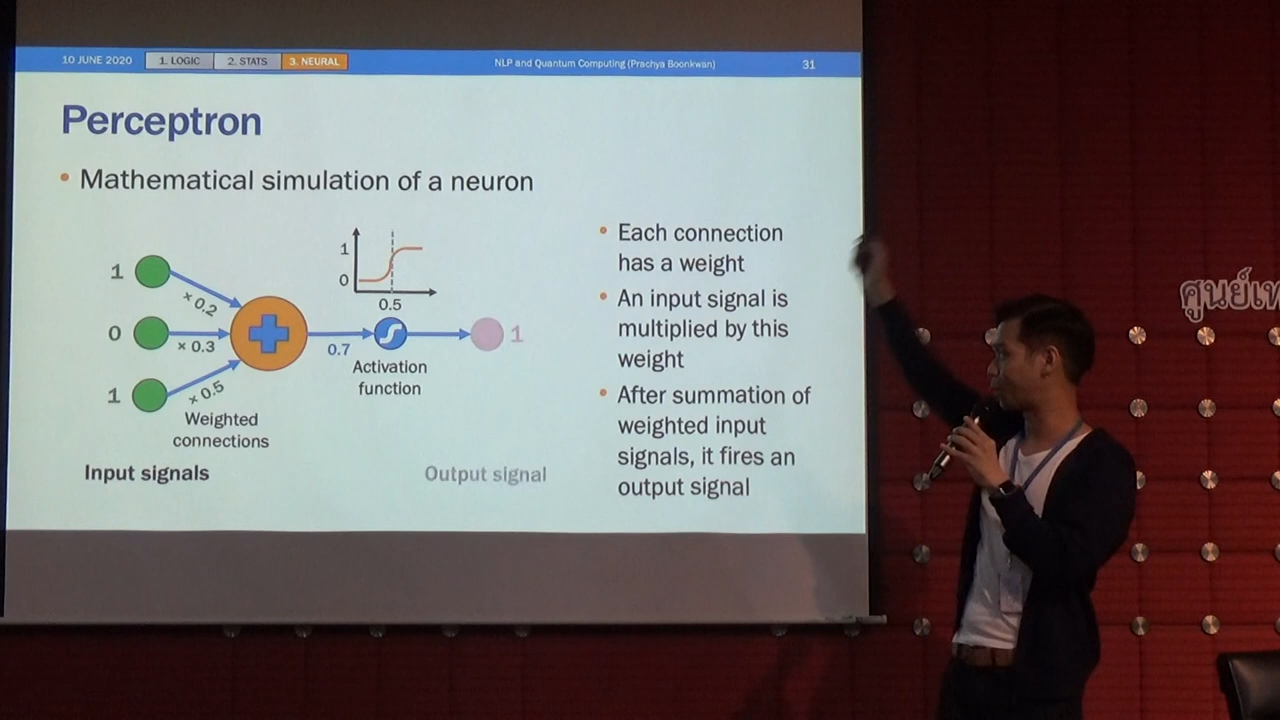 10 JUNE 2020
1. LOGIC
2. STATS
3. NEURAL
NLP and Quantum Computing (Prachya Boonkwan)
31
Perceptron
• Mathematical simulation of a neuron
1
0
0.5
1
× 0.2
0
× 0.3
1
× 0.5
0.7
1
Activation
function
Weighted
connections
Input signals
Output signal
• Each connection
has a weight
• An input signal is
multiplied by this
weight
• After summation of
weighted input
signals, it fires an
output signal